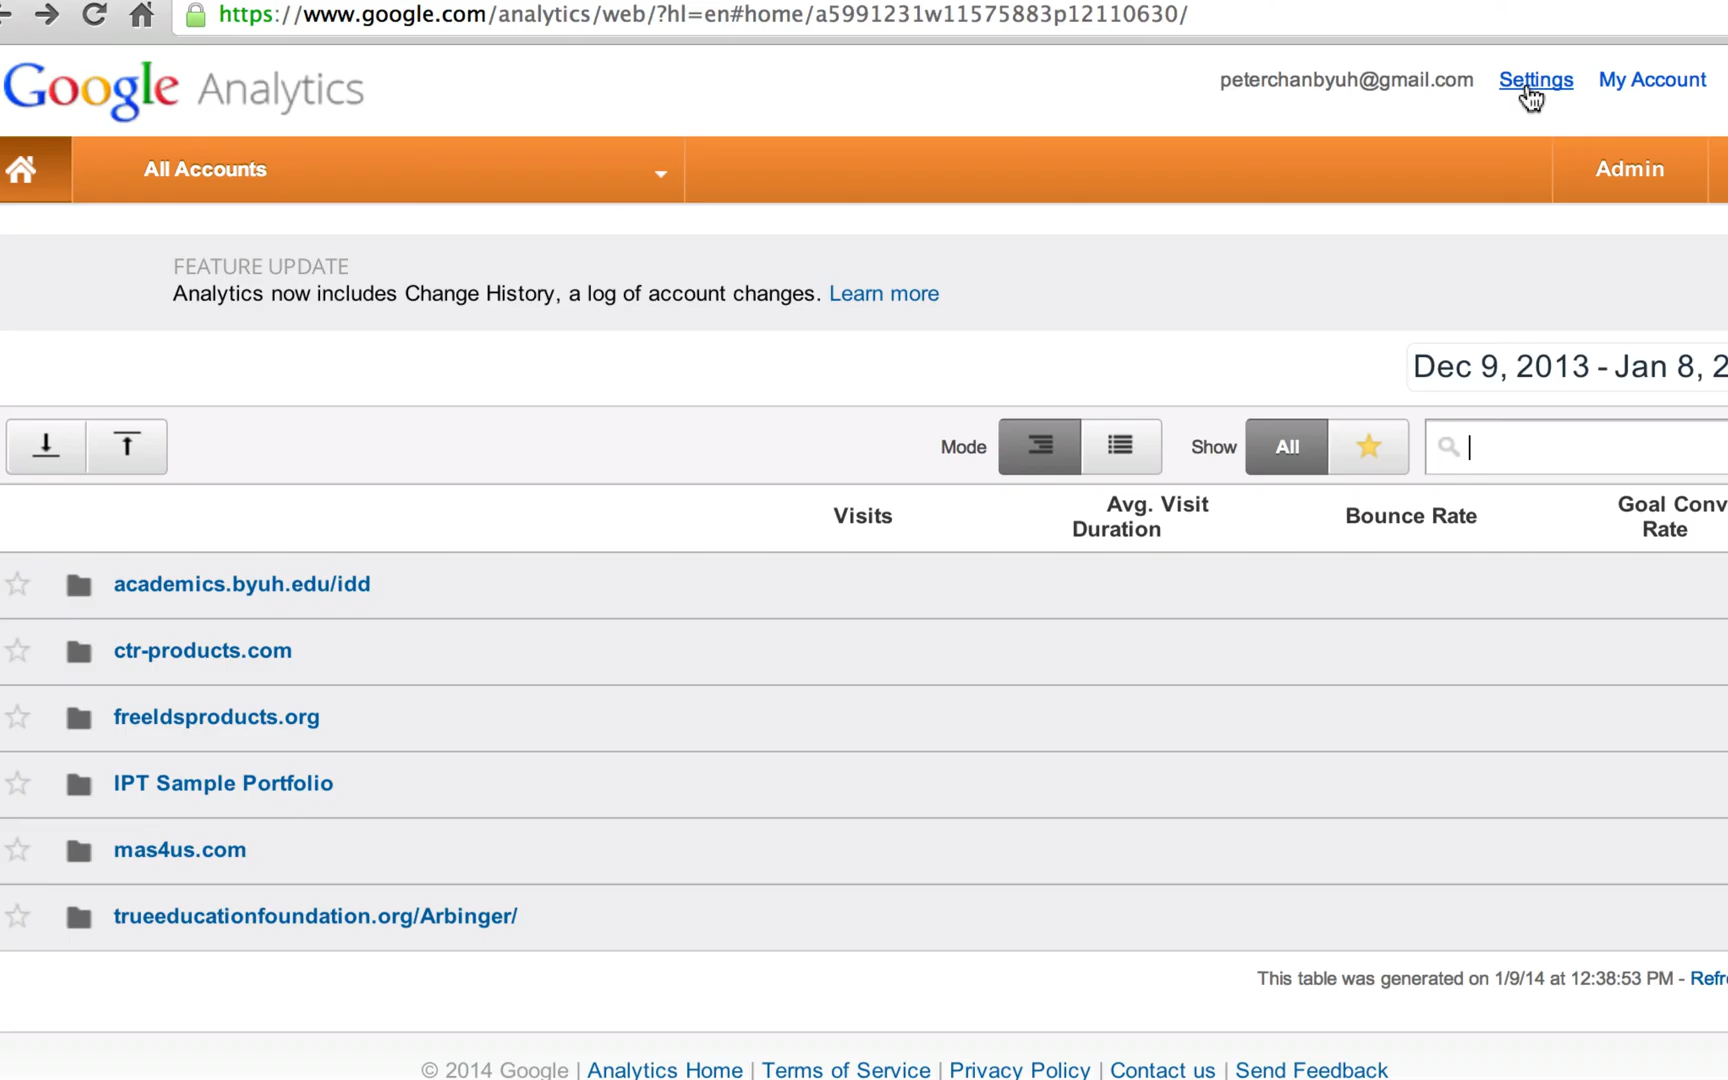 https://www.google.com/analytics/web/?hl=en#home/a5991231w11575883p12110630/
Google Analytics
peterchanbyuh@gmail.com Settings My Account
All Accounts Admin
FEATURE UPDATE
Analytics now includes Change History, a log of account changes. Learn more
Dec 9, 2013 - Jan 8, 2
Mode Show All
Visits Avg. Visit Duration Bounce Rate Goal Conv Rate
academics.byuh.edu/idd
ctr-products.com
freeldsproducts.org
IPT Sample Portfolio
mas4us.com
trueeducationfoundation.org/Arbinger/
This table was generated on 1/9/14 at 12:38:53 PM - Refr
© 2014 Google | Analytics Home | Terms of Service | Privacy Policy | Contact us | Send Feedback